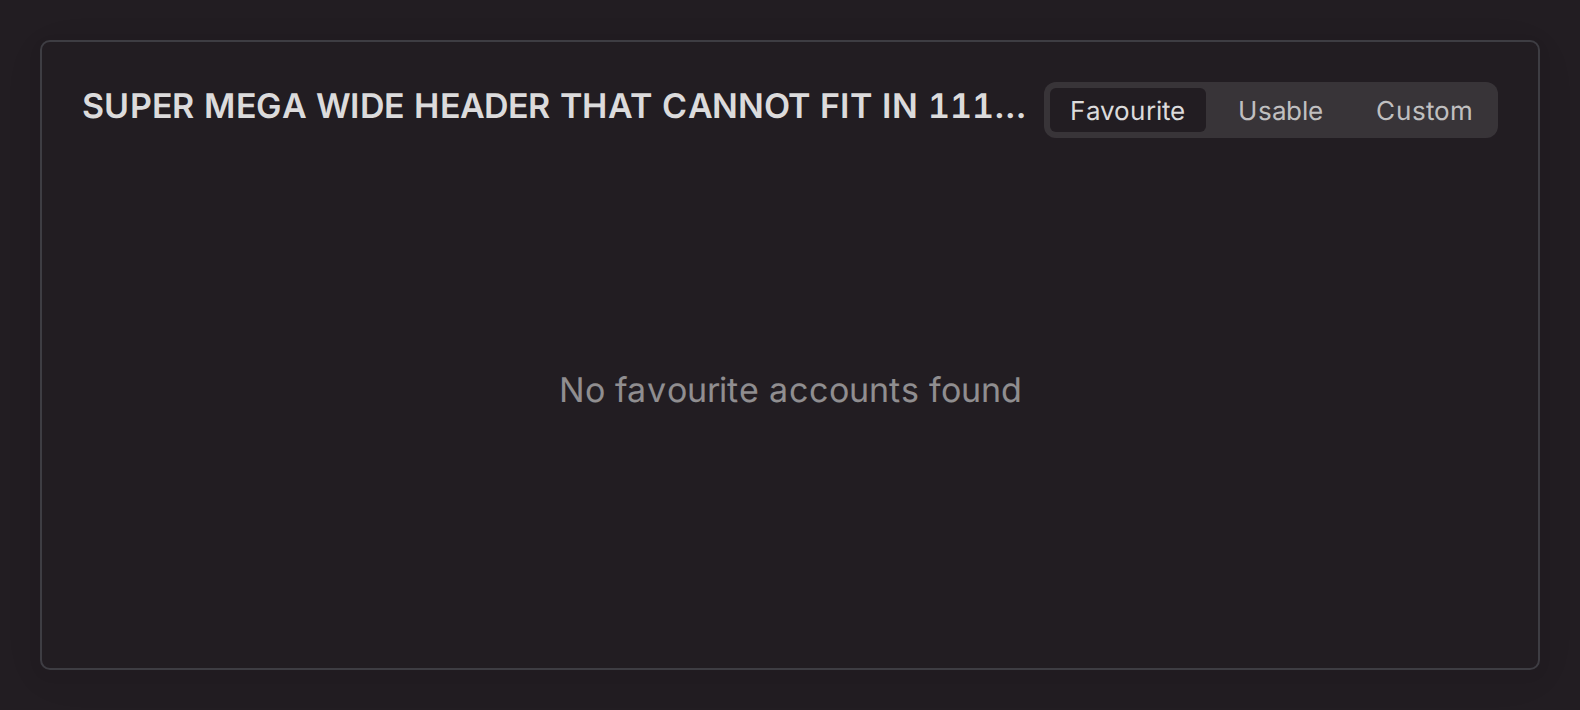 SUPER MEGA WIDE HEADER THAT CANNOT FIT IN 111... Favourite Usable Custom
No favourite accounts found